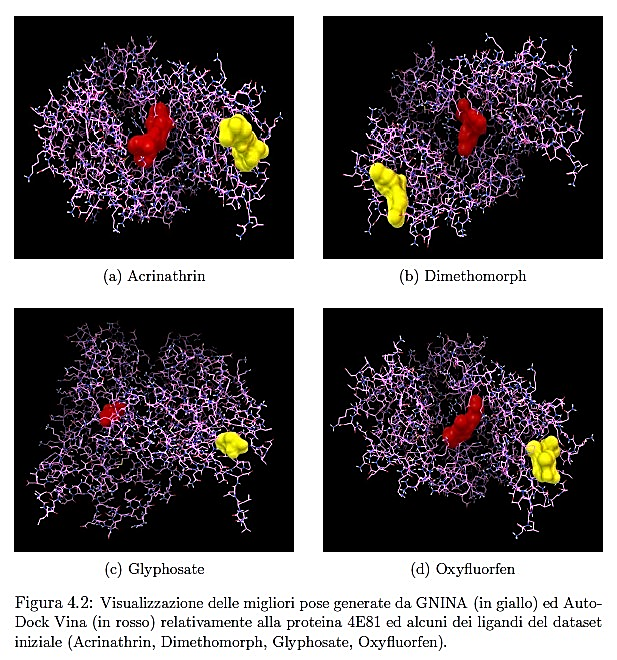 (a) Acrinathrin
(b) Dimethomorph
(c) Glyphosate
(d) Oxyfluorfen
Figura 4.2: Visualizzazione delle migliori pose generate da GNINA (in giallo) ed Auto-
Dock Vina (in rosso) relativamente alla proteina 4E81 ed alcuni dei ligandi del dataset
iniziale (Acrinathrin, Dimethomorph, Glyphosate, Oxyfluorfen).